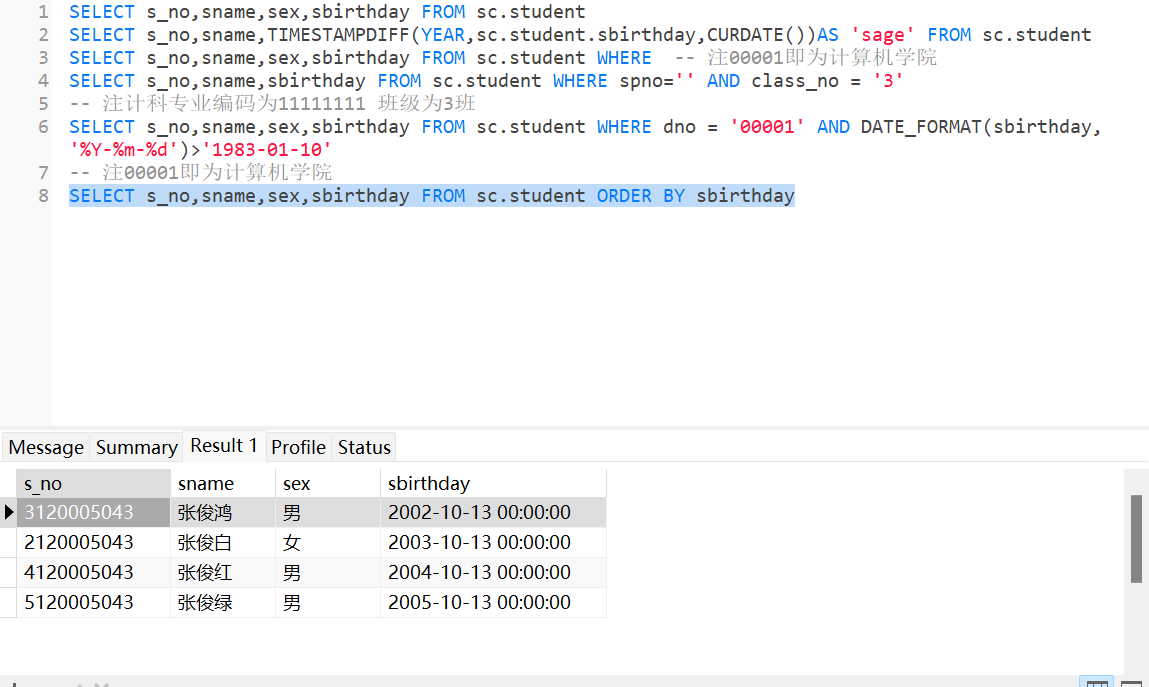 1 SELECT s_no,sname,sex,sbirthday FROM sc.student
2 SELECT s_no,sname,TIMESTAMPDIFF(YEAR,sc.student.sbirthday,CURDATE())AS 'sage' FROM sc.student
3 SELECT s_no,sname,sex,sbirthday FROM sc.student WHERE  -- 注00001即为计算机学院
4 SELECT s_no,sname,sbirthday FROM sc.student WHERE spno='' AND class_no = '3'
5 -- 注计科专业编码为11111111 班级为3班
6 SELECT s_no,sname,sex,sbirthday FROM sc.student WHERE dno = '00001' AND DATE_FORMAT(sbirthday,
'%Y-%m-%d')>'1983-01-10'
7 -- 注00001即为计算机学院
8 SELECT s_no,sname,sex,sbirthday FROM sc.student ORDER BY sbirthday
Message Summary Result 1 Profile Status
s_no sname sex sbirthday
3120005043 张俊鸿 男 2002-10-13 00:00:00
2120005043 张俊白 女 2003-10-13 00:00:00
4120005043 张俊红 男 2004-10-13 00:00:00
5120005043 张俊绿 男 2005-10-13 00:00:00